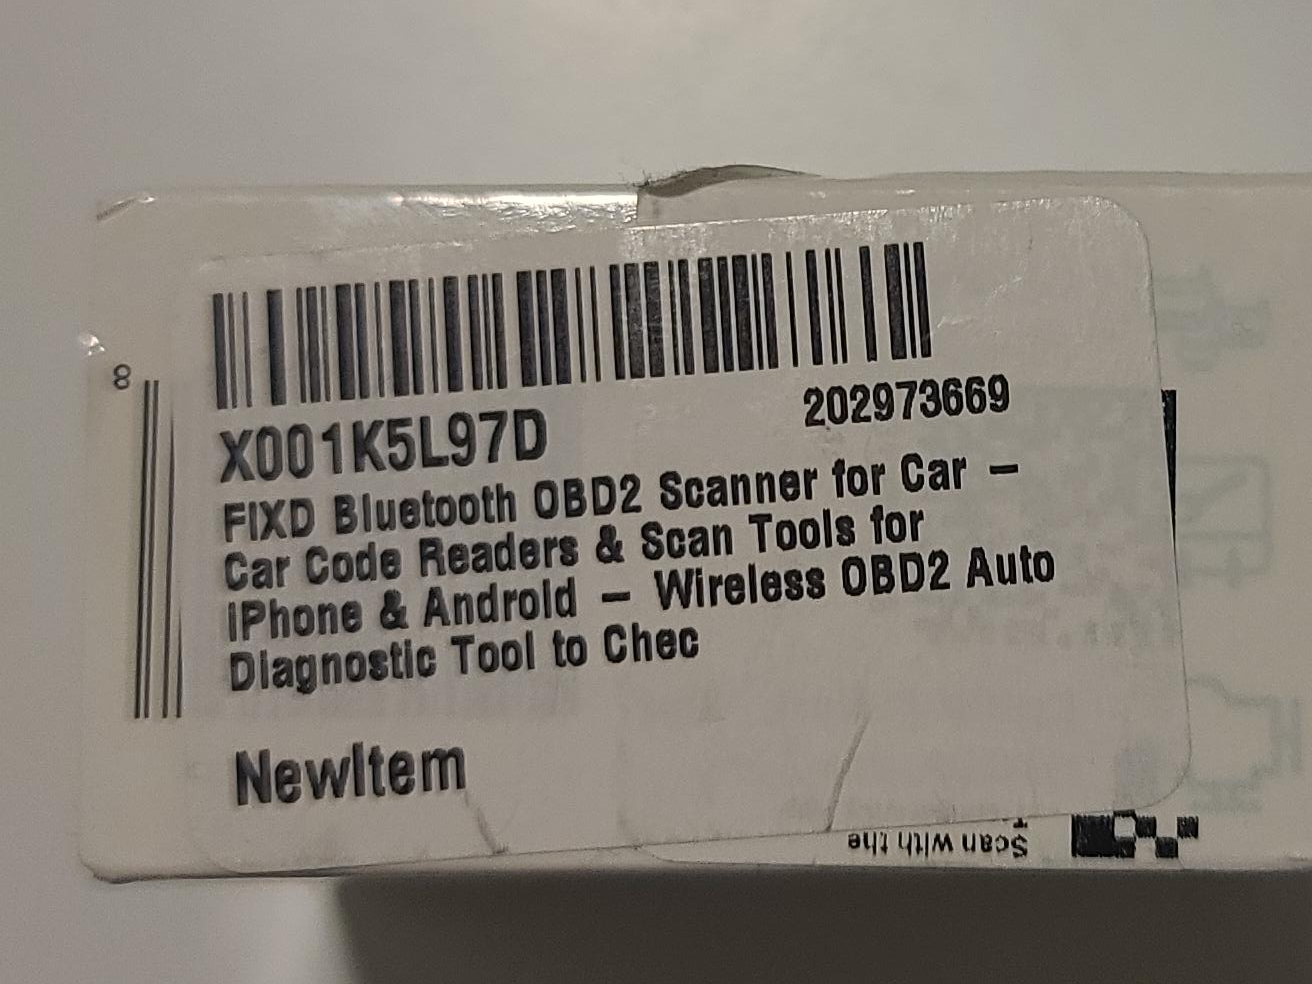 8
X001K5L97D
202973669
FIXD Bluetooth OBD2 Scanner for Car –
Car Code Readers & Scan Tools for
iPhone & Android – Wireless OBD2 Auto
Diagnostic Tool to Chec
NewItem
Scan with the